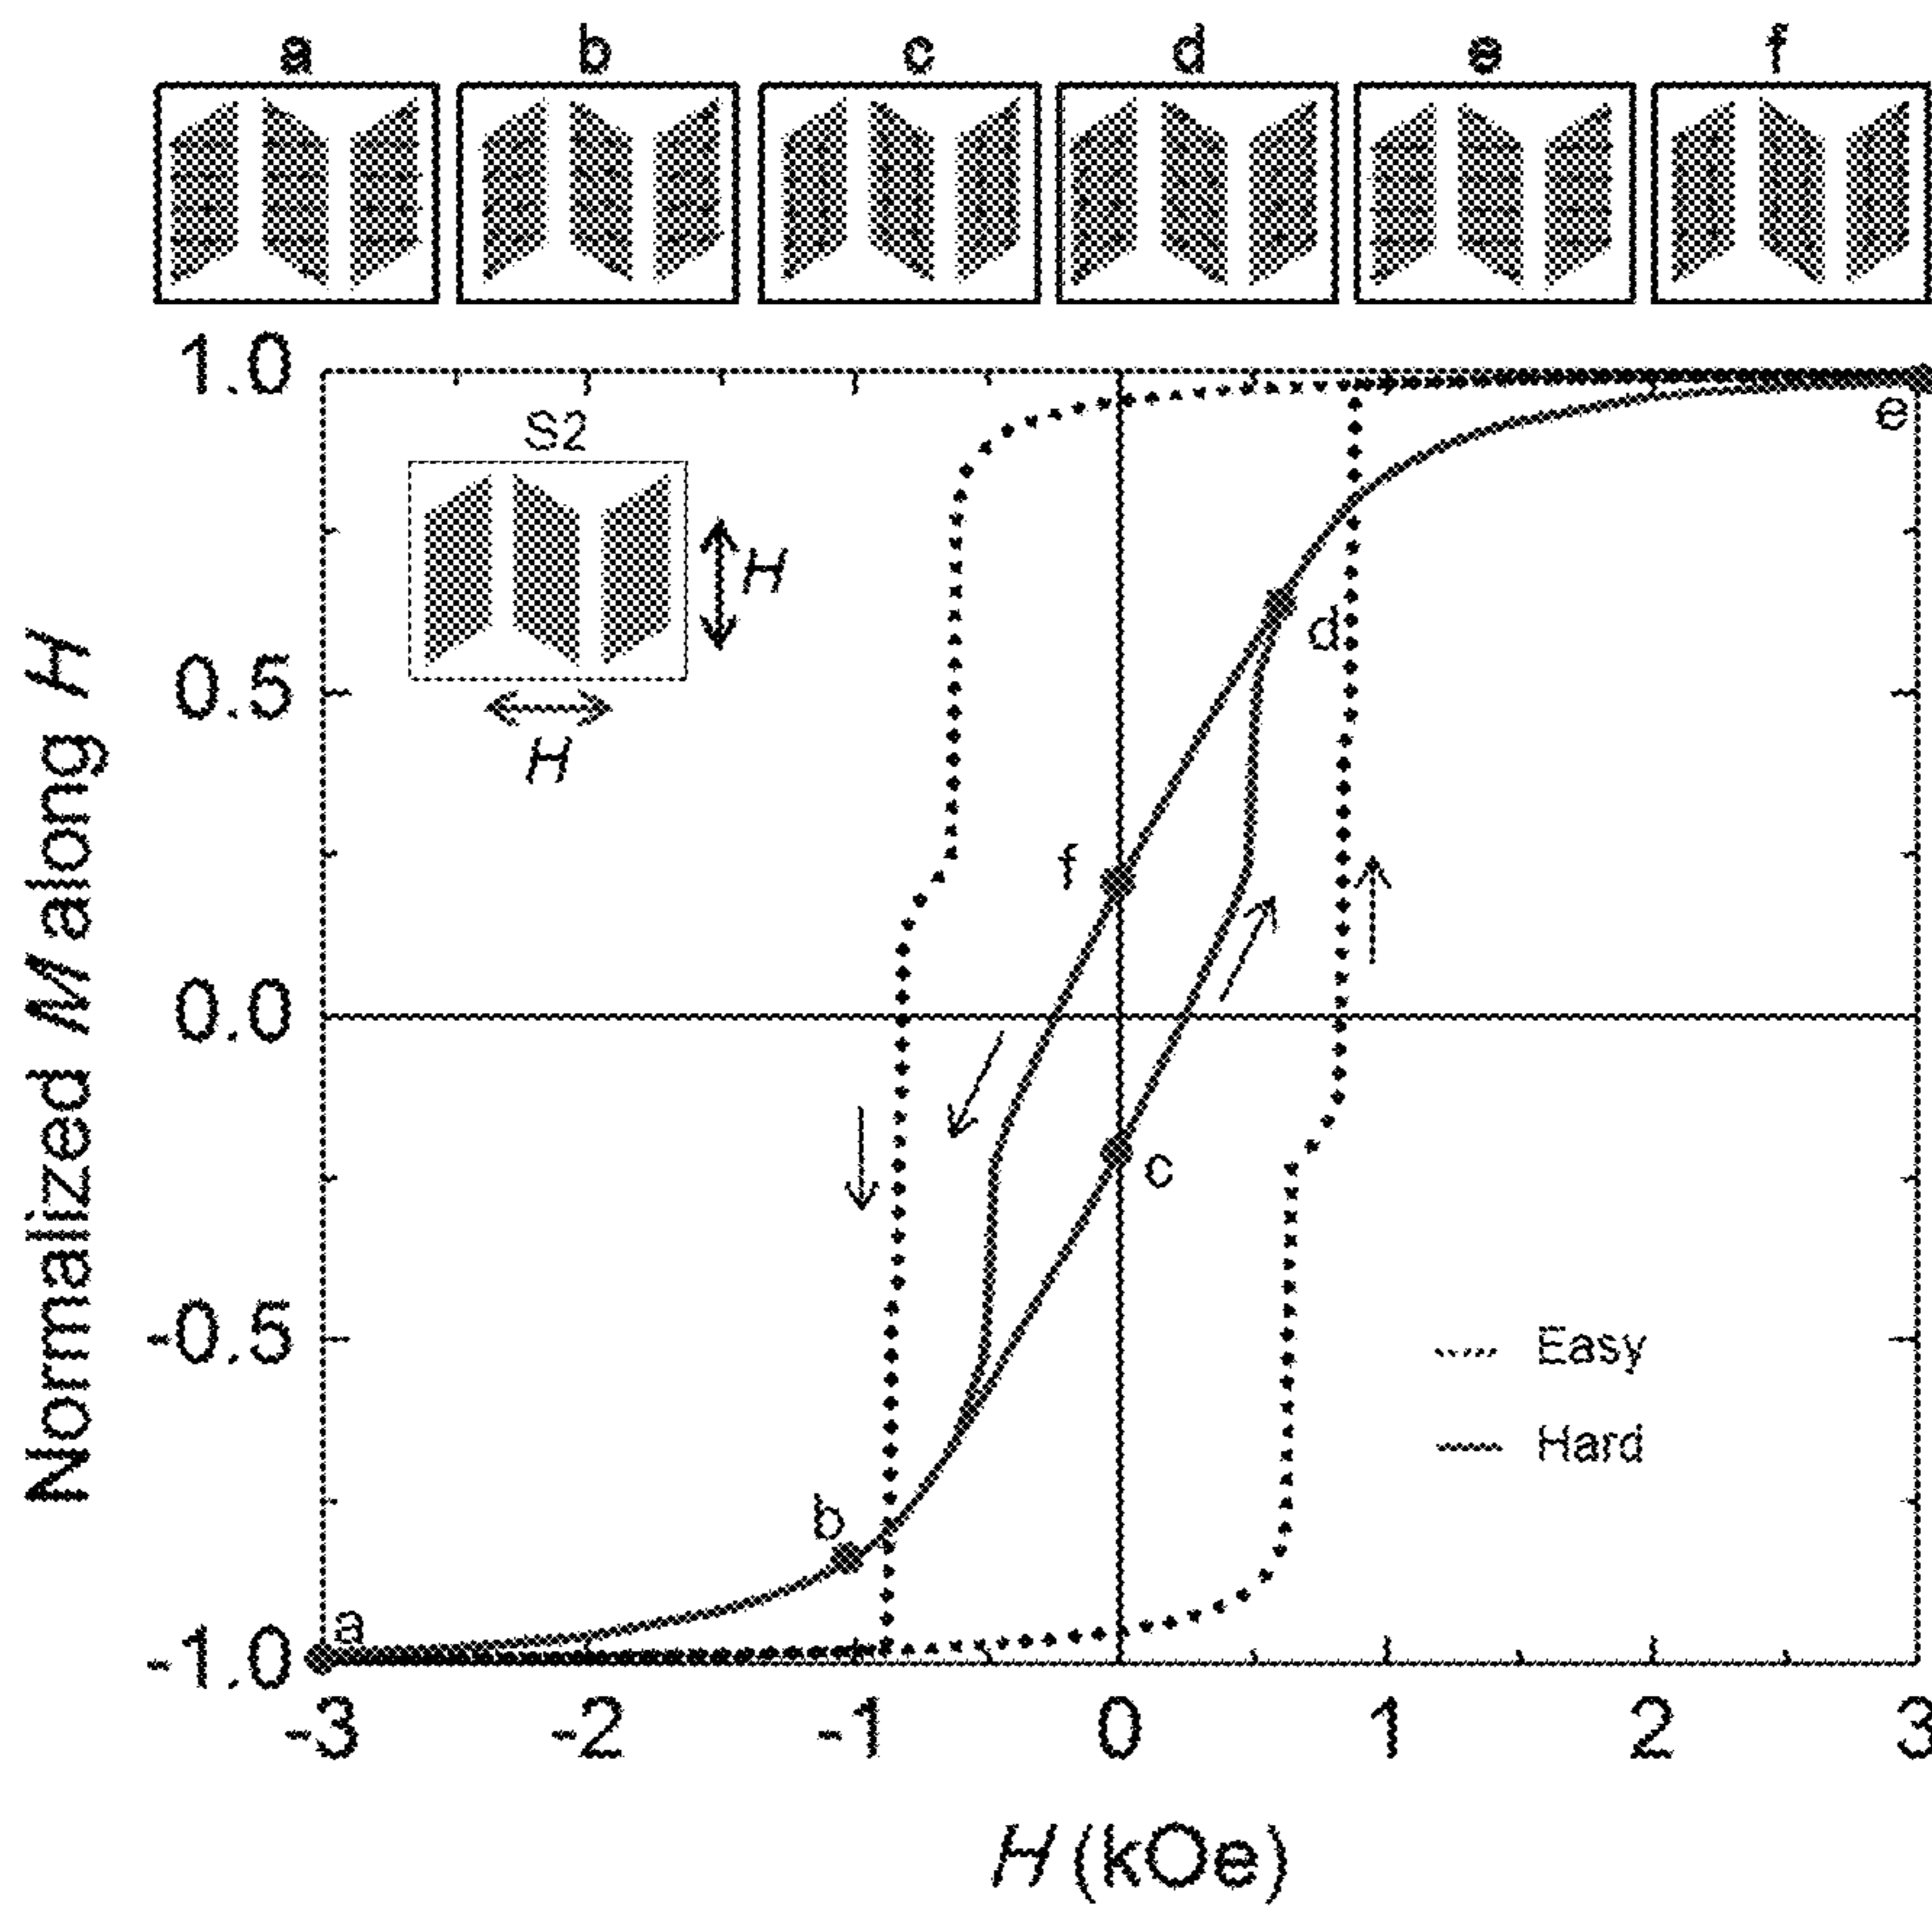 a b c d e f
1.0
S2
e
H
d
0.5
H
f
Normalized M along H
0.0
c
-0.5
Easy
Hard
b
a
-1.0
-3 -2 -1 0 1 2 3
H (kOe)